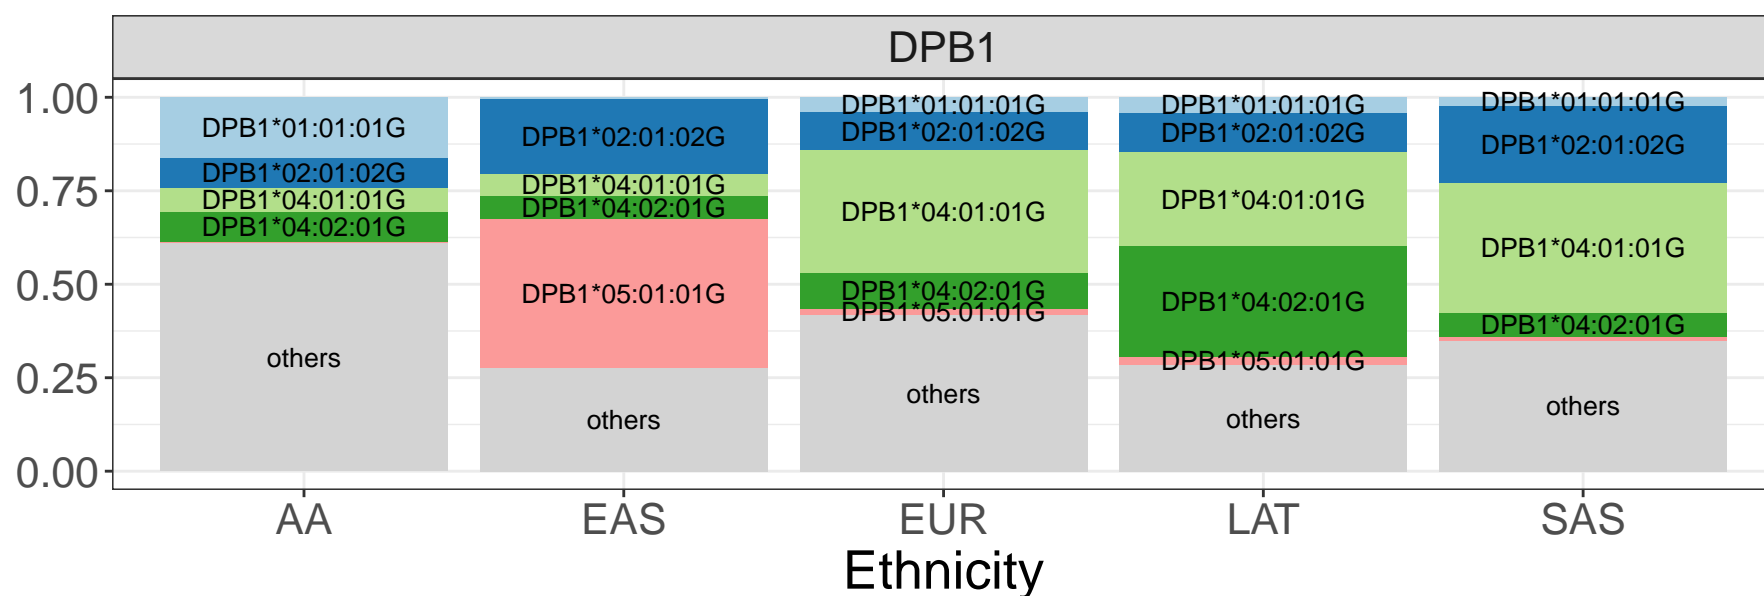 DPB1
1.00
0.75
0.50
0.25
0.00
DPB1*01:01:01G
DPB1*02:01:02G
DPB1*04:01:01G
DPB1*04:02:01G
others
DPB1*02:01:02G
DPB1*04:01:01G
DPB1*04:02:01G
DPB1*05:01:01G
others
DPB1*01:01:01G
DPB1*02:01:02G
DPB1*04:01:01G
DPB1*04:02:01G
DPB1*05:01:01G
others
DPB1*01:01:01G
DPB1*02:01:02G
DPB1*04:01:01G
DPB1*04:02:01G
DPB1*05:01:01G
others
DPB1*01:01:01G
DPB1*02:01:02G
DPB1*04:01:01G
DPB1*04:02:01G
others
AA EAS EUR LAT SAS
Ethnicity